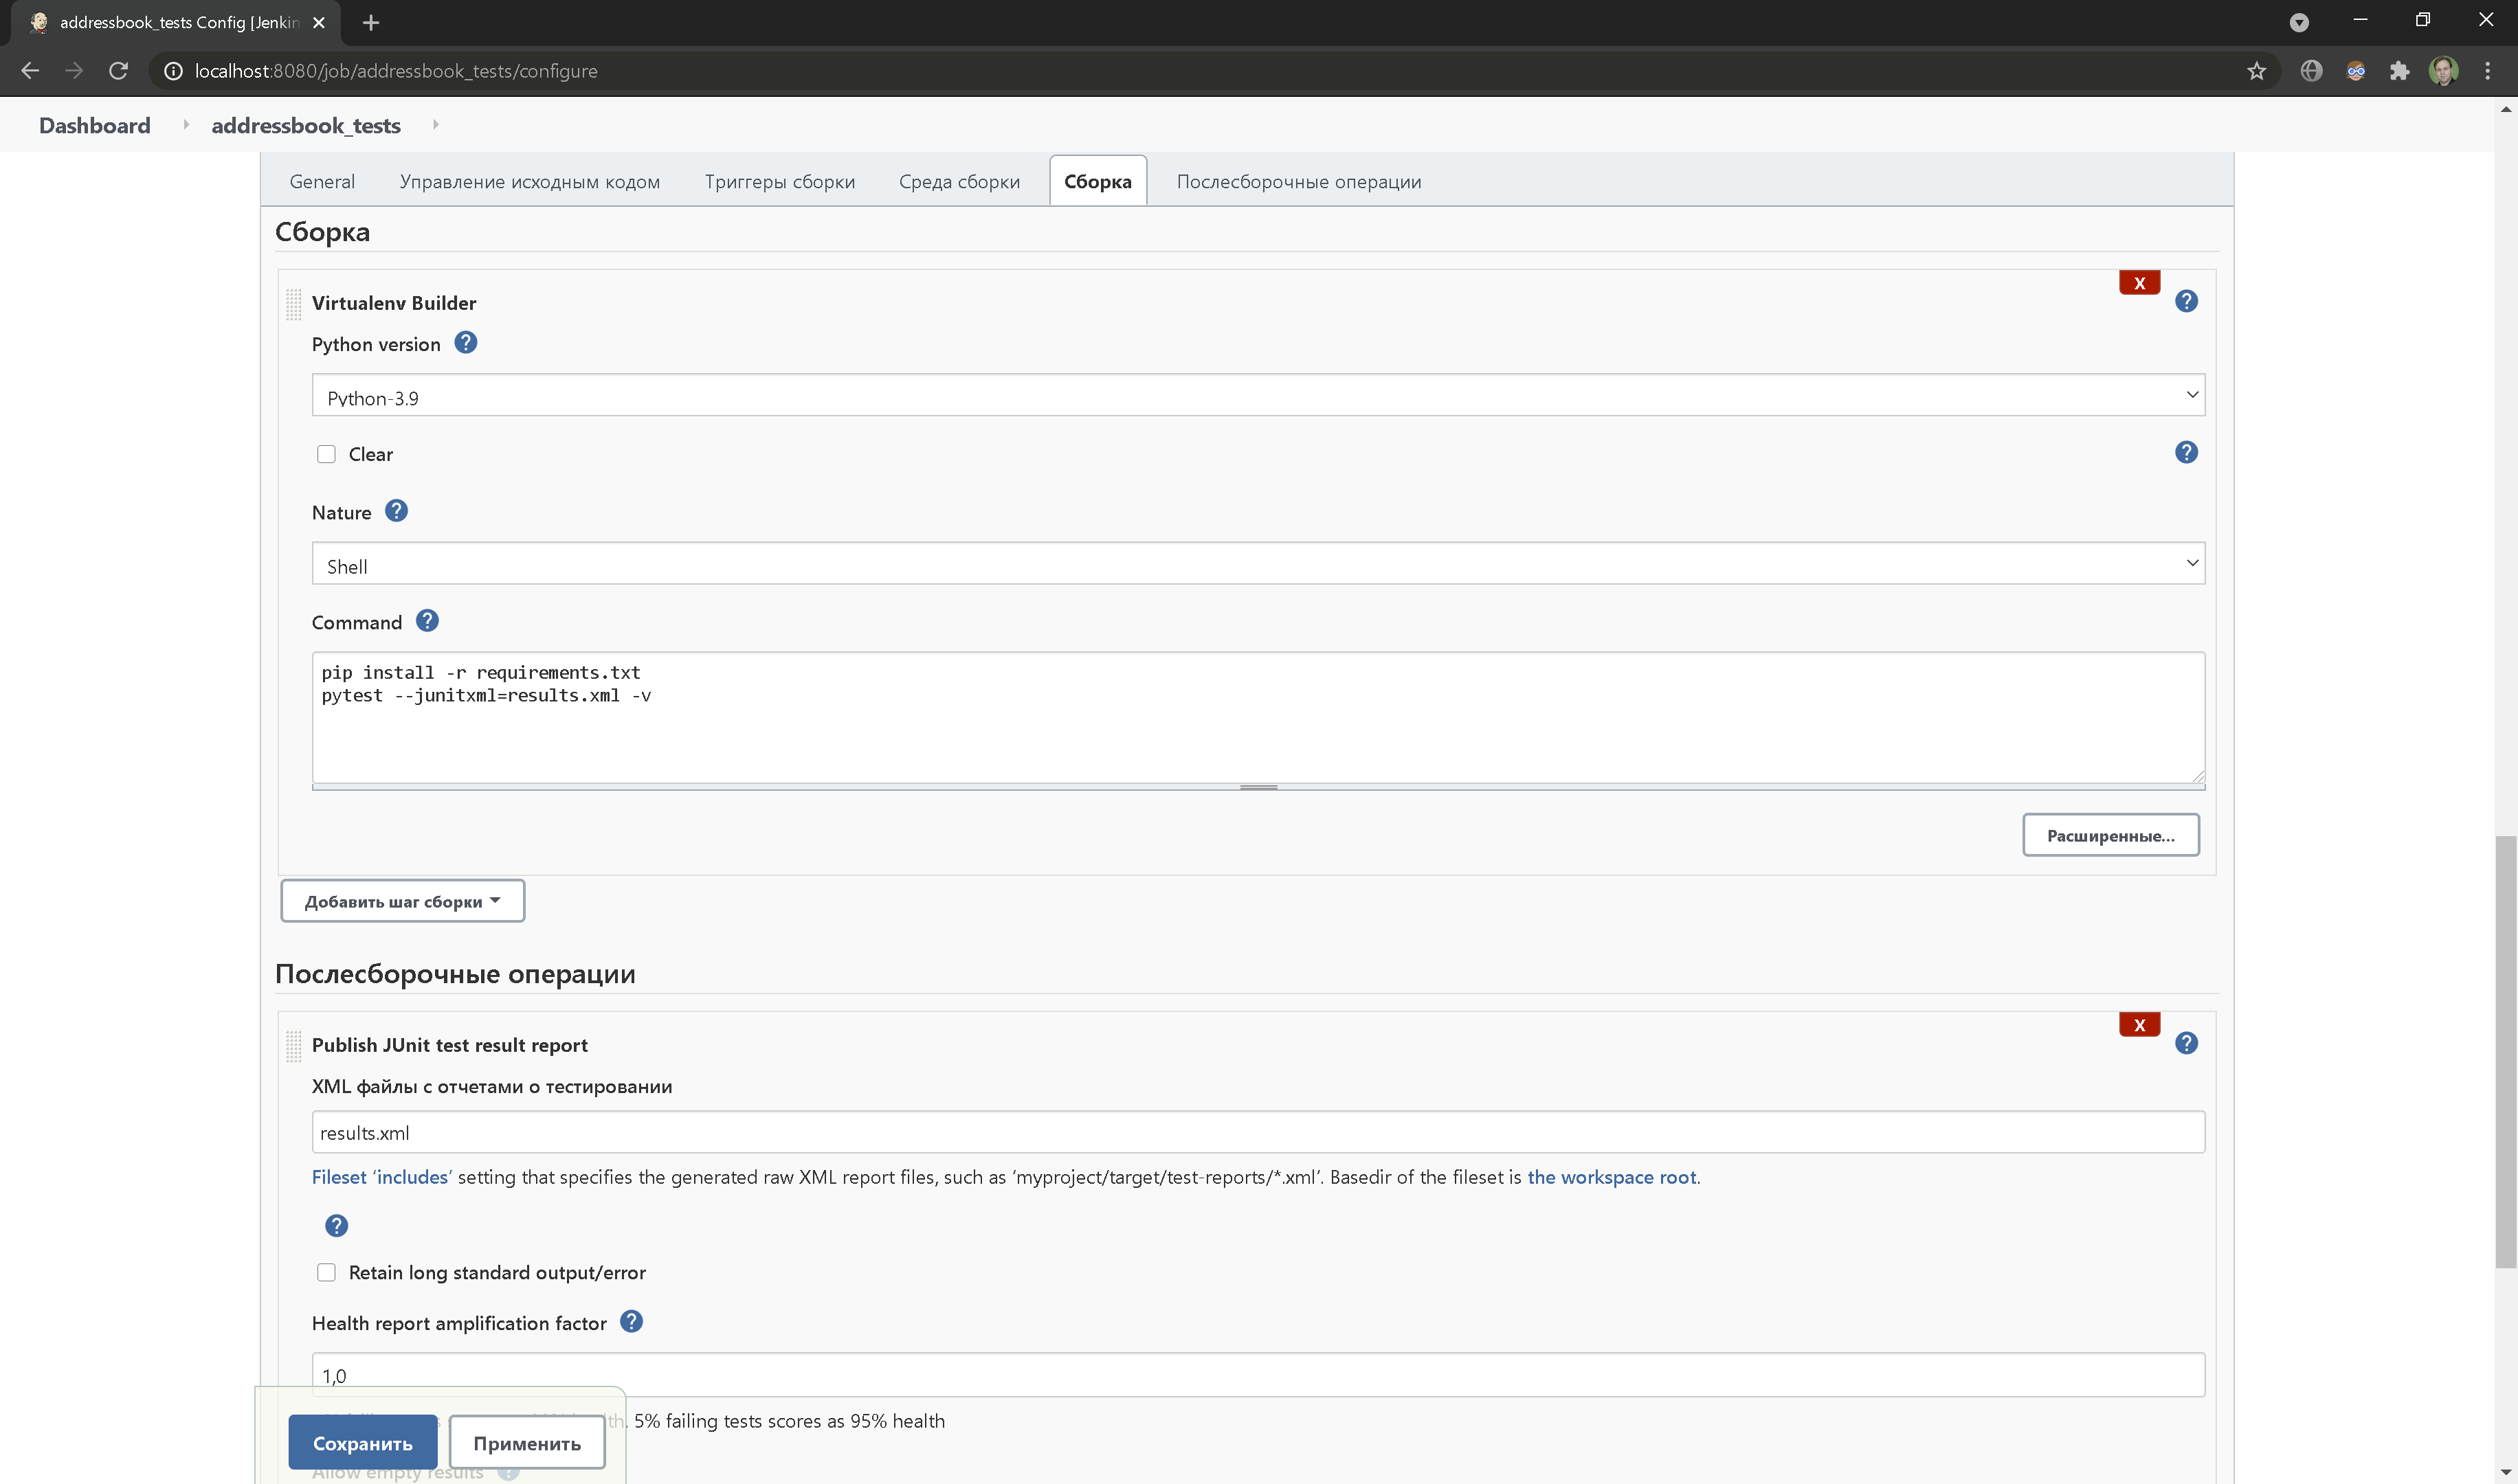 addressbook_tests Config [Jenkin
localhost:8080/job/addressbook_tests/configure
Dashboard addressbook_tests
General Управление исходным кодом Триггеры сборки Среда сборки Сборка Послесборочные операции
Сборка
X
Virtualenv Builder
Python version
Python-3.9
Clear
Nature
Shell
Command
pip install -r requirements.txt
pytest --junitxml=results.xml -v
Расширенные...
Добавить шаг сборки
Послесборочные операции
X
Publish JUnit test result report
XML файлы с отчетами о тестировании
results.xml
Fileset ‘includes’ setting that specifies the generated raw XML report files, such as ‘myproject/target/test-reports/*.xml’. Basedir of the fileset is the workspace root.
Retain long standard output/error
Health report amplification factor
1,0
5% failing tests scores as 95% health
Сохранить Применить
Allow empty results